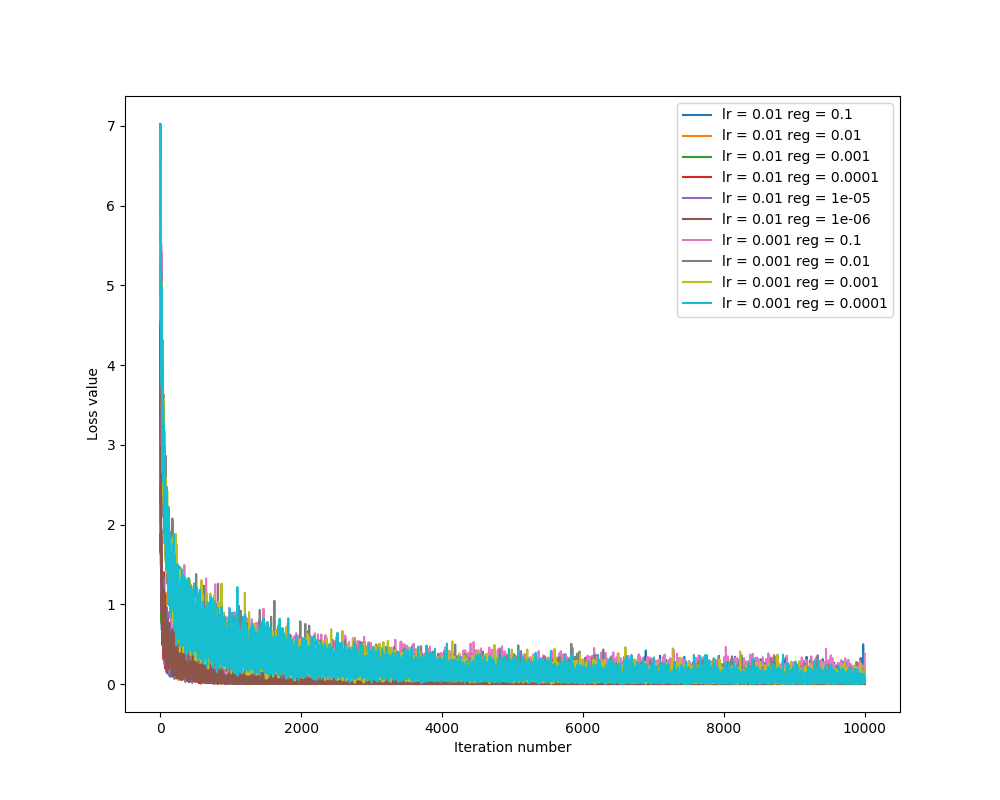 lr = 0.01 reg = 0.1
lr = 0.01 reg = 0.01
lr = 0.01 reg = 0.001
lr = 0.01 reg = 0.0001
lr = 0.01 reg = 1e-05
lr = 0.01 reg = 1e-06
lr = 0.001 reg = 0.1
lr = 0.001 reg = 0.01
lr = 0.001 reg = 0.001
lr = 0.001 reg = 0.0001
7
6
5
4
3
2
1
0
Loss value
0 2000 4000 6000 8000 10000
Iteration number